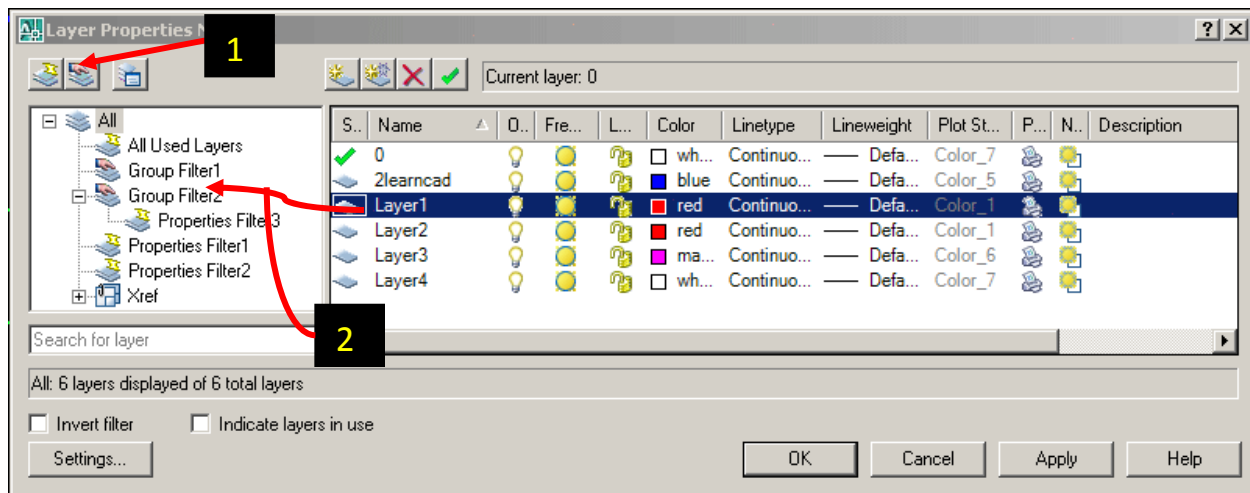 Layer Properties
1
Current layer: 0
All
All Used Layers
Group Filter1
Group Filter2
Properties Filter3
Properties Filter1
Properties Filter2
Xref
S.. Name O.. Fre... L... Color Linetype Lineweight Plot St... P... N.. Description
0 wh... Continuo... Defa... Color_7
2learncad blue Continuo... Defa... Color_5
Layer1 red Continuo... Defa... Color_1
Layer2 red Continuo... Defa... Color_1
Layer3 ma... Continuo... Defa... Color_6
Layer4 wh... Continuo... Defa... Color_7
2
Search for layer
All: 6 layers displayed of 6 total layers
Invert filter Indicate layers in use
Settings... OK Cancel Apply Help